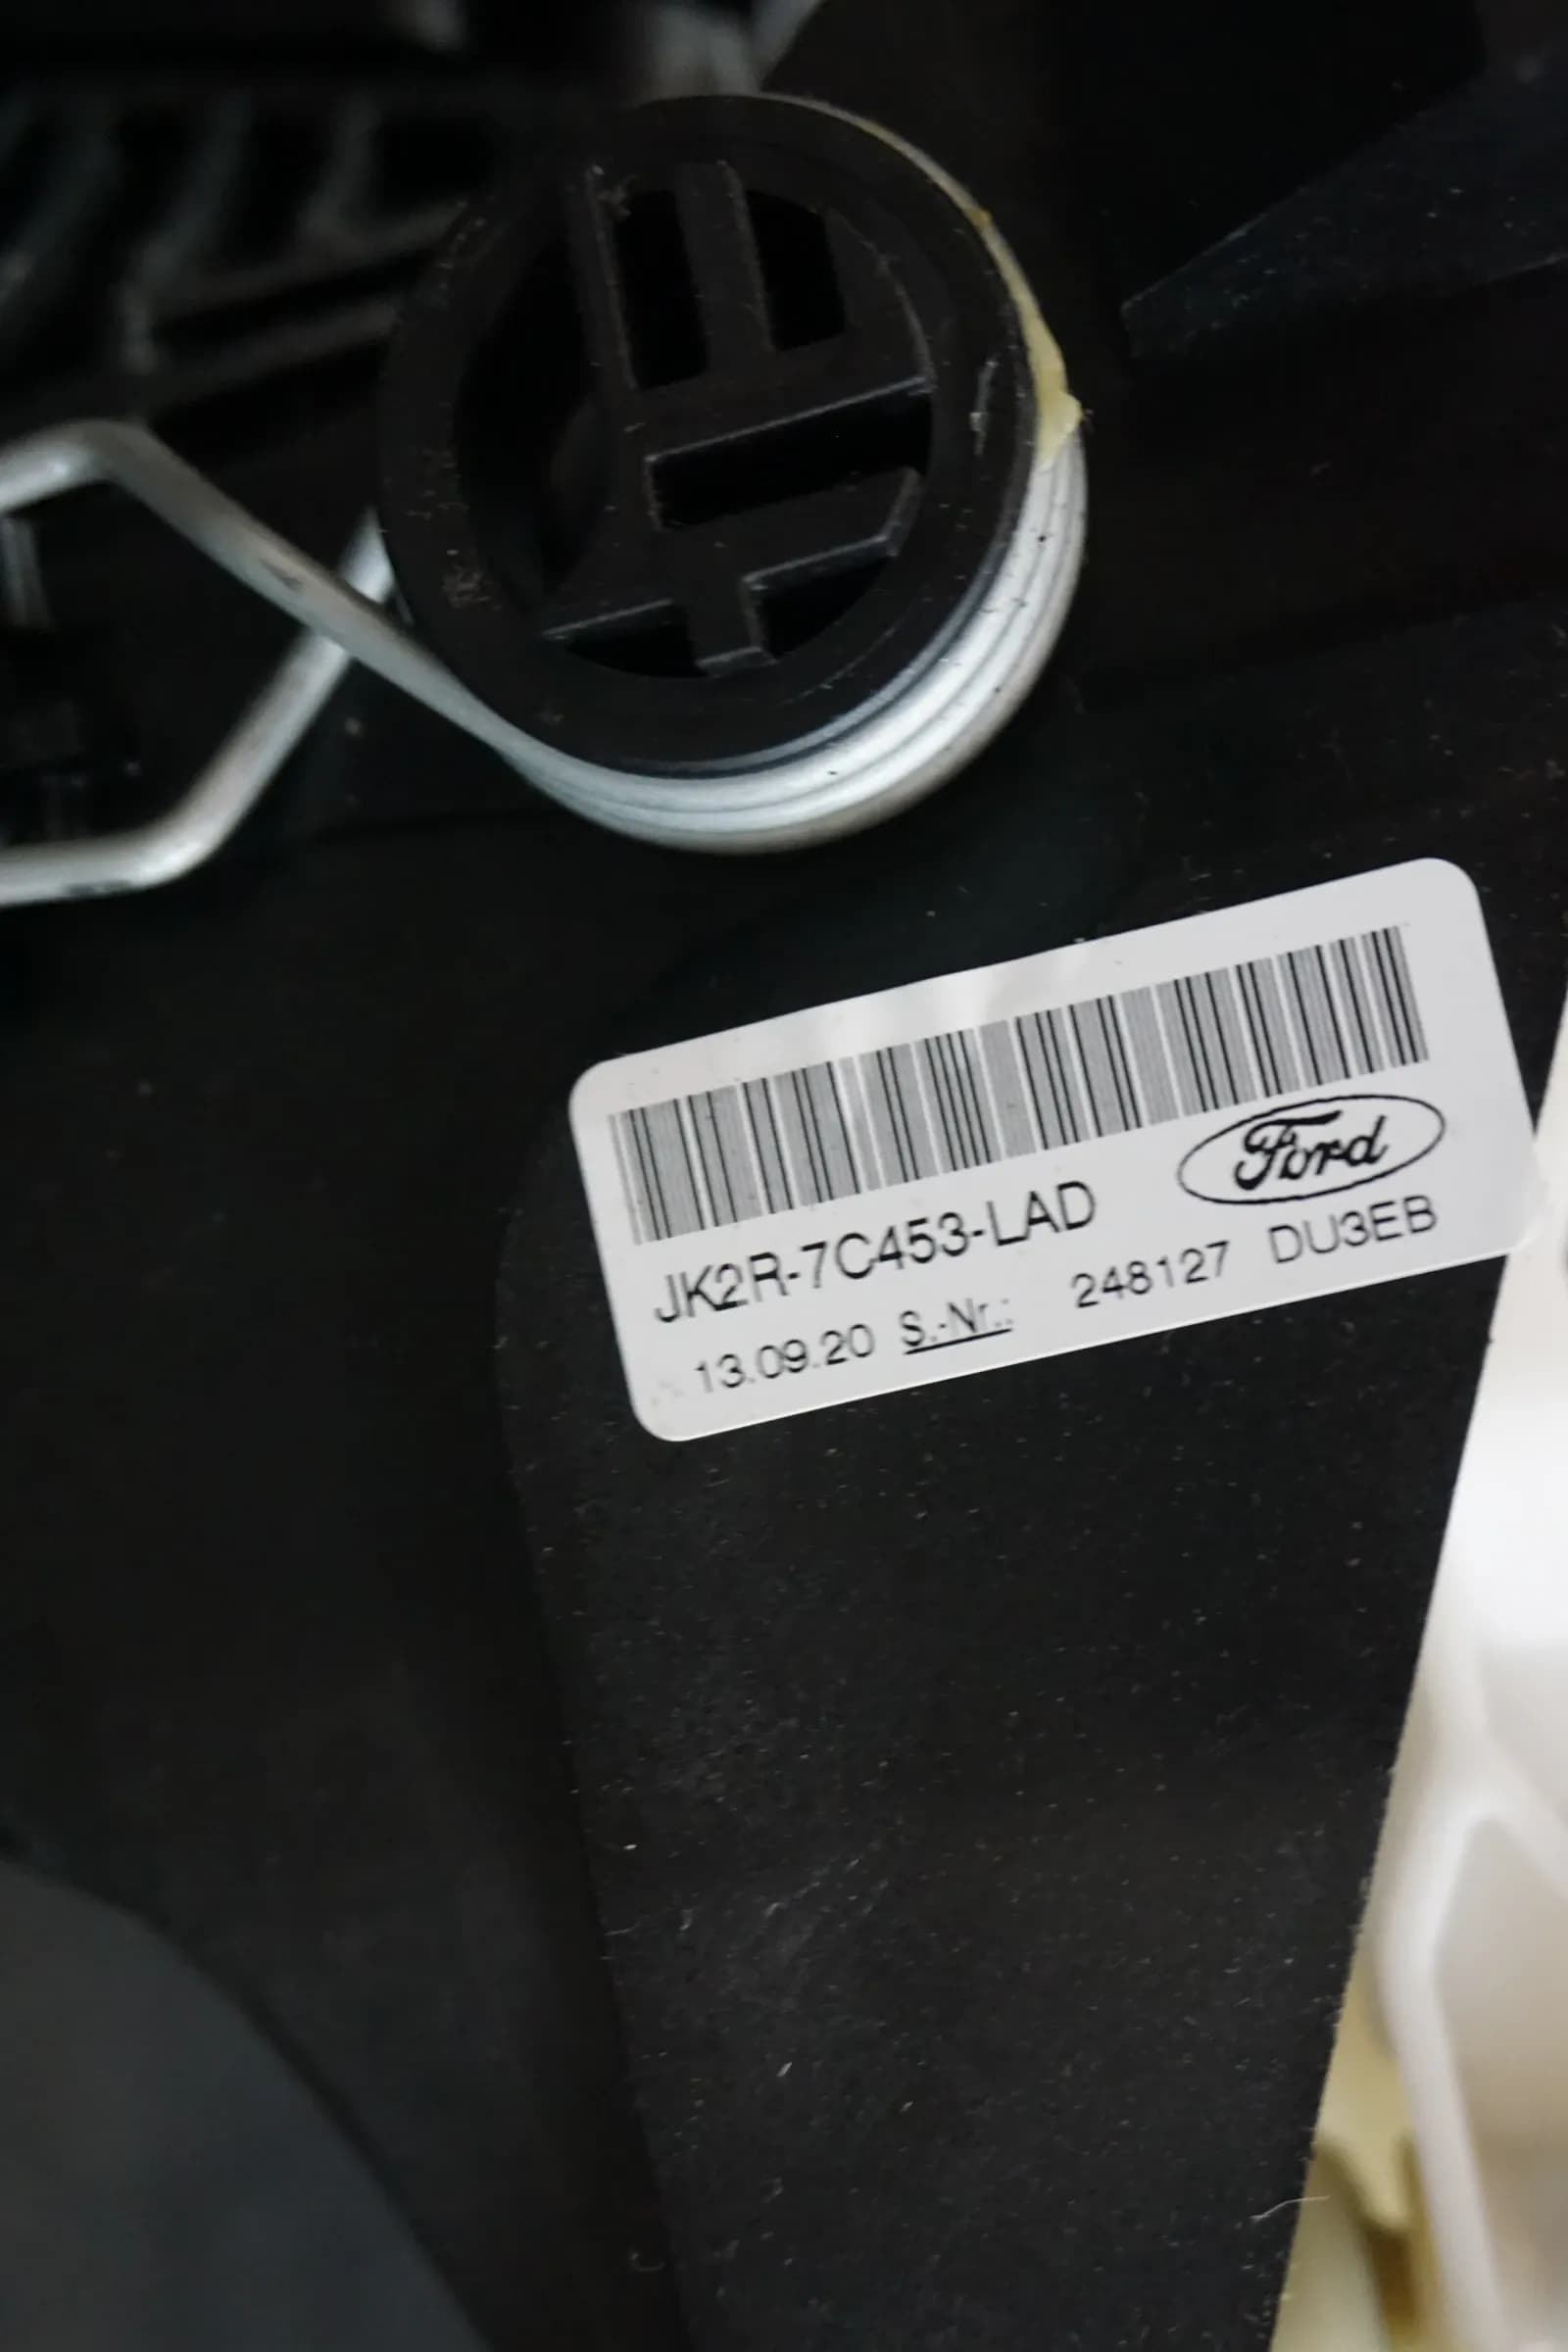 Ford
JK2R-7C453-LAD
13.09.20 S.-Nr.: 248127 DU3EB